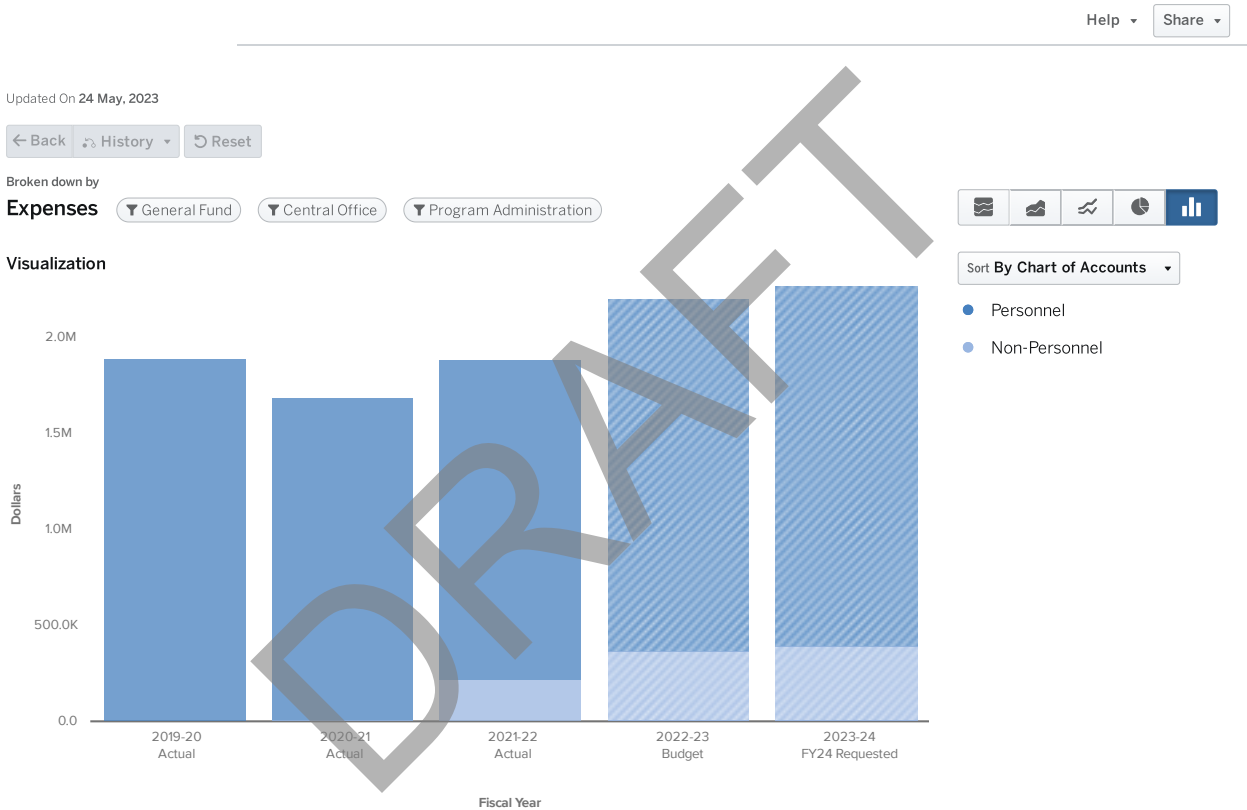 Help
Share
Updated On 24 May, 2023
Back
History
Reset
Broken down by
Expenses
General Fund
Central Office
Program Administration
Visualization
Sort By Chart of Accounts
Personnel
Non-Personnel
2.0M
1.5M
1.0M
500.0K
0.0
Dollars
2019-20
Actual
2020-21
Actual
2021-22
Actual
2022-23
Budget
2023-24
FY24 Requested
Fiscal Year
DRAFT